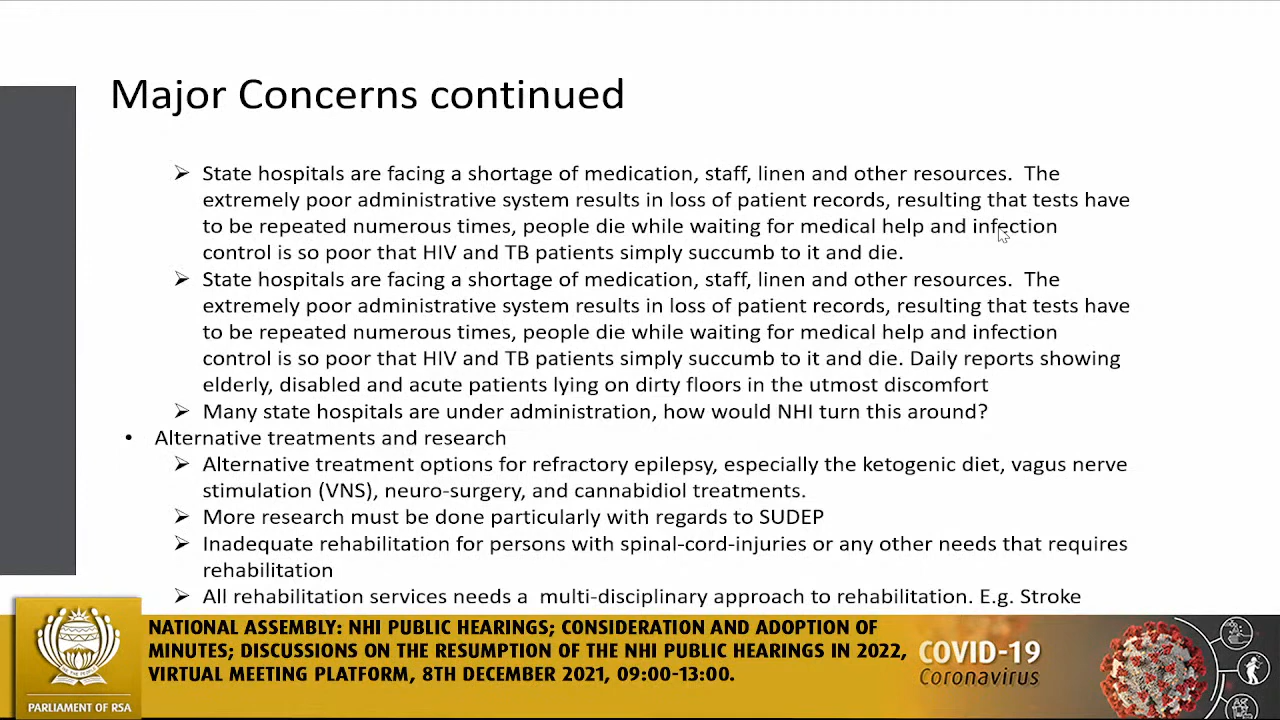 Major Concerns continued
➢ State hospitals are facing a shortage of medication, staff, linen and other resources.  The
extremely poor administrative system results in loss of patient records, resulting that tests have
to be repeated numerous times, people die while waiting for medical help and infection
control is so poor that HIV and TB patients simply succumb to it and die.
➢ State hospitals are facing a shortage of medication, staff, linen and other resources.  The
extremely poor administrative system results in loss of patient records, resulting that tests have
to be repeated numerous times, people die while waiting for medical help and infection
control is so poor that HIV and TB patients simply succumb to it and die. Daily reports showing
elderly, disabled and acute patients lying on dirty floors in the utmost discomfort
➢ Many state hospitals are under administration, how would NHI turn this around?
• Alternative treatments and research
➢ Alternative treatment options for refractory epilepsy, especially the ketogenic diet, vagus nerve
stimulation (VNS), neuro-surgery, and cannabidiol treatments.
➢ More research must be done particularly with regards to SUDEP
➢ Inadequate rehabilitation for persons with spinal-cord-injuries or any other needs that requires
rehabilitation
➢ All rehabilitation services needs a  multi-disciplinary approach to rehabilitation. E.g. Stroke
NATIONAL ASSEMBLY: NHI PUBLIC HEARINGS; CONSIDERATION AND ADOPTION OF
MINUTES; DISCUSSIONS ON THE RESUMPTION OF THE NHI PUBLIC HEARINGS IN 2022,
VIRTUAL MEETING PLATFORM, 8TH DECEMBER 2021, 09:00-13:00.
COVID-19
Coronavirus
PARLIAMENT OF RSA